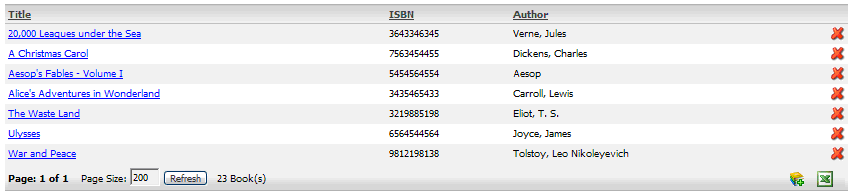 Title ISBN Author
20,000 Leagues under the Sea 3643346345 Verne, Jules
A Christmas Carol 7563454455 Dickens, Charles
Aesop's Fables - Volume I 5454564554 Aesop
Alice's Adventures in Wonderland 3435465433 Carroll, Lewis
The Waste Land 3219885198 Eliot, T. S.
Ulysses 6564544564 Joyce, James
War and Peace 9812198138 Tolstoy, Leo Nikoleyevich
Page: 1 of 1 Page Size: 200 Refresh 23 Book(s)